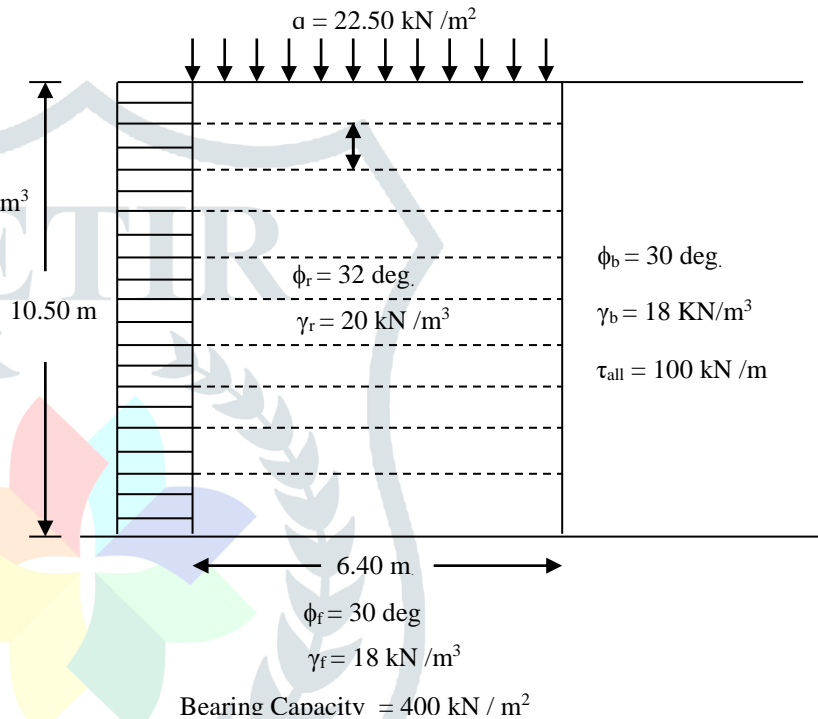 q = 22.50 kN /m²
m³
ETIR
10.50 m
ϕr = 32 deg.
γr = 20 kN /m³
ϕb = 30 deg.
γb = 18 KN/m³
τall = 100 kN /m
6.40 m.
ϕf = 30 deg
γf = 18 kN /m³
Bearing Capacity = 400 kN / m²